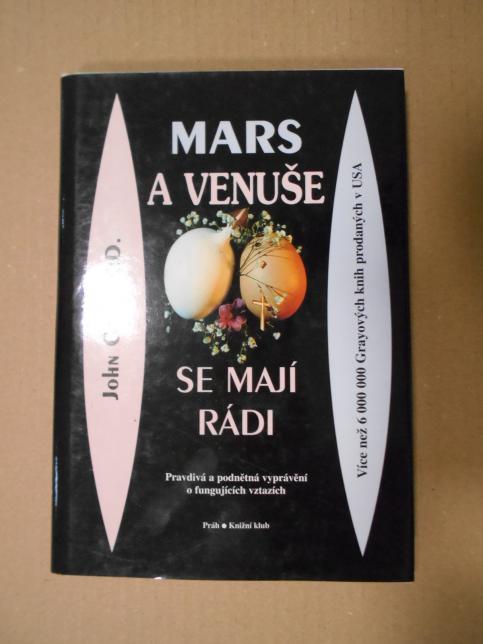 MARS
A VENUŠE
SE MAJÍ
RÁDI
Pravdivá a podnětná vyprávění
o fungujících vztazích
Práh ● Knižní klub
JOHN
Více než 6 000 000 Grayových knih prodaných v USA